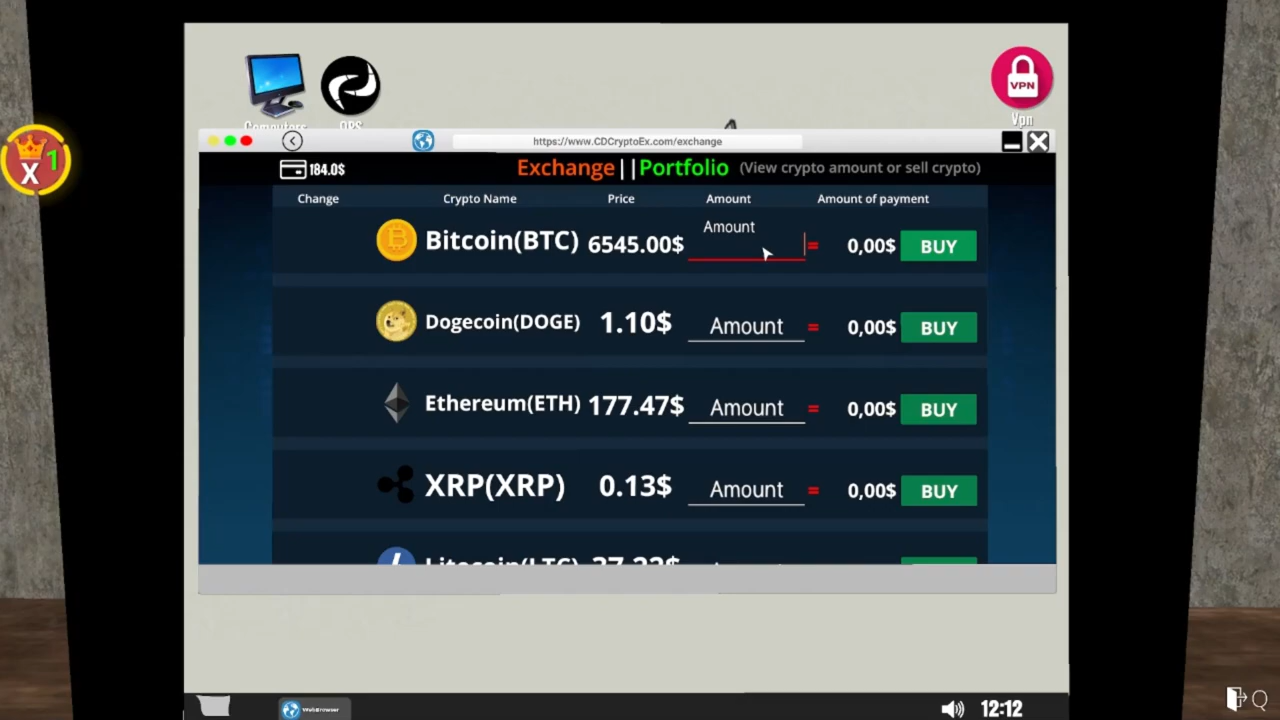 VPN
Vpn
https://www.CDCryptoEx.com/exchange
184.0$
Exchange||Portfolio (View crypto amount or sell crypto)
Change Crypto Name Price Amount Amount of payment
Bitcoin(BTC) 6545.00$ Amount = 0,00$ BUY
Dogecoin(DOGE) 1.10$ Amount = 0,00$ BUY
Ethereum(ETH) 177.47$ Amount = 0,00$ BUY
XRP(XRP) 0.13$ Amount = 0,00$ BUY
X1
WebBrowser
12:12
Q